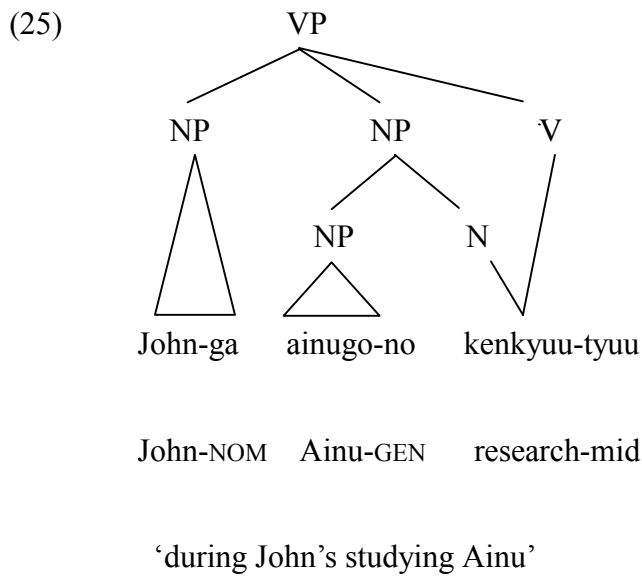 (25) VP
NP NP V
NP N
John-ga ainugo-no kenkyuu-tyuu
John-NOM Ainu-GEN research-mid
‘during John’s studying Ainu’